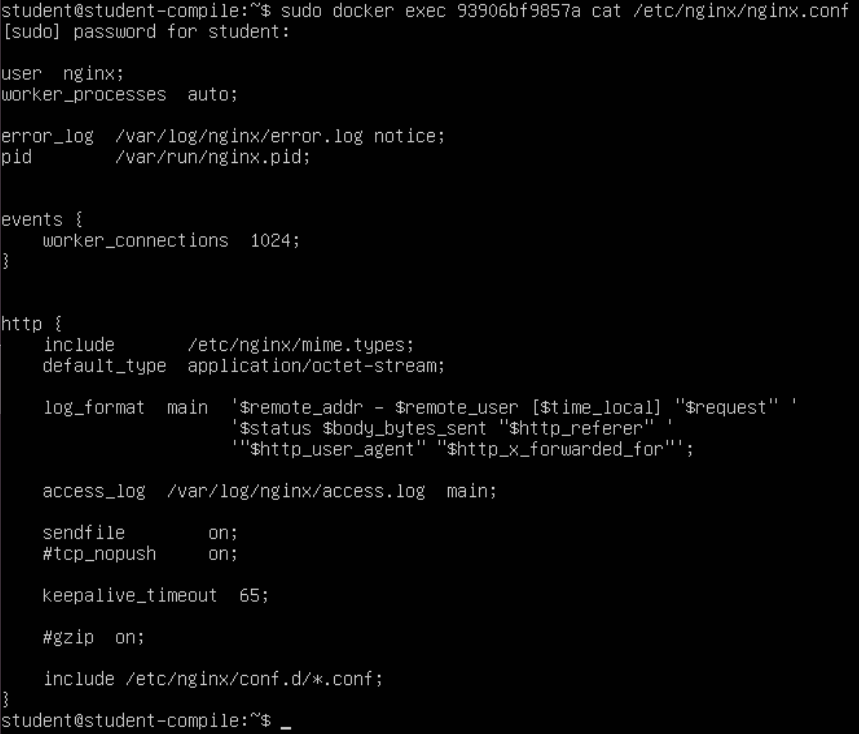 student@student-compile:~$ sudo docker exec 93906bf9857a cat /etc/nginx/nginx.conf
[sudo] password for student:

user  nginx;
worker_processes  auto;

error_log  /var/log/nginx/error.log notice;
pid        /var/run/nginx.pid;


events {
    worker_connections  1024;
}


http {
    include       /etc/nginx/mime.types;
    default_type  application/octet-stream;

    log_format  main  '$remote_addr - $remote_user [$time_local] "$request" '
                      '$status $body_bytes_sent "$http_referer" '
                      '"$http_user_agent" "$http_x_forwarded_for"';

    access_log  /var/log/nginx/access.log  main;

    sendfile        on;
    #tcp_nopush     on;

    keepalive_timeout  65;

    #gzip  on;

    include /etc/nginx/conf.d/*.conf;
}
student@student-compile:~$ _